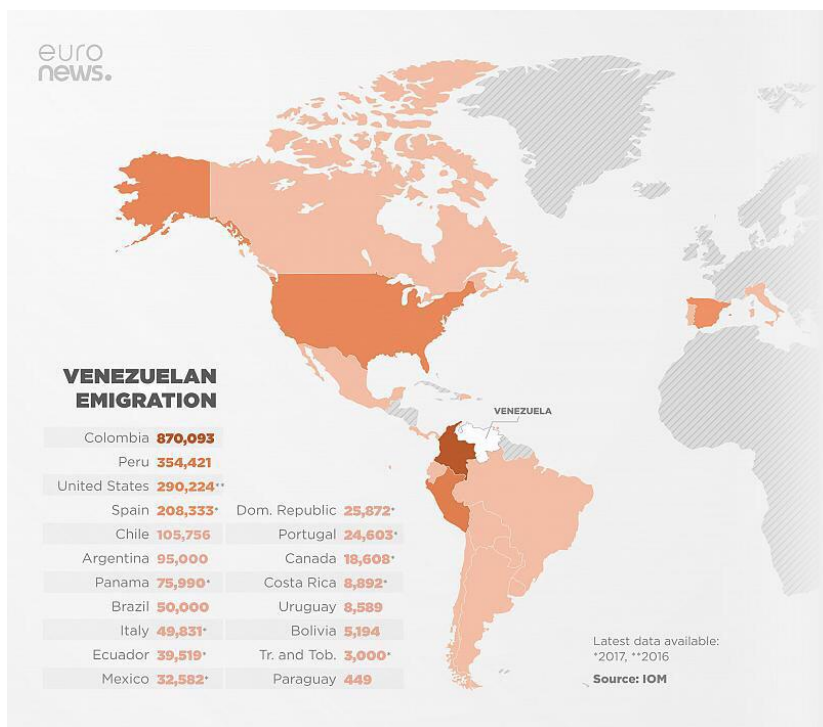 euro
news.
VENEZUELAN
EMIGRATION
VENEZUELA
Colombia 870,093
Peru 354,421
United States 290,224**
Spain 208,333*
Chile 105,756
Argentina 95,000
Panama 75,990*
Brazil 50,000
Italy 49,831*
Ecuador 39,519*
Mexico 32,582*
Dom. Republic 25,872*
Portugal 24,603*
Canada 18,608*
Costa Rica 8,892*
Uruguay 8,589
Bolivia 5,194
Tr. and Tob. 3,000*
Paraguay 449
Latest data available:
*2017, **2016
Source: IOM